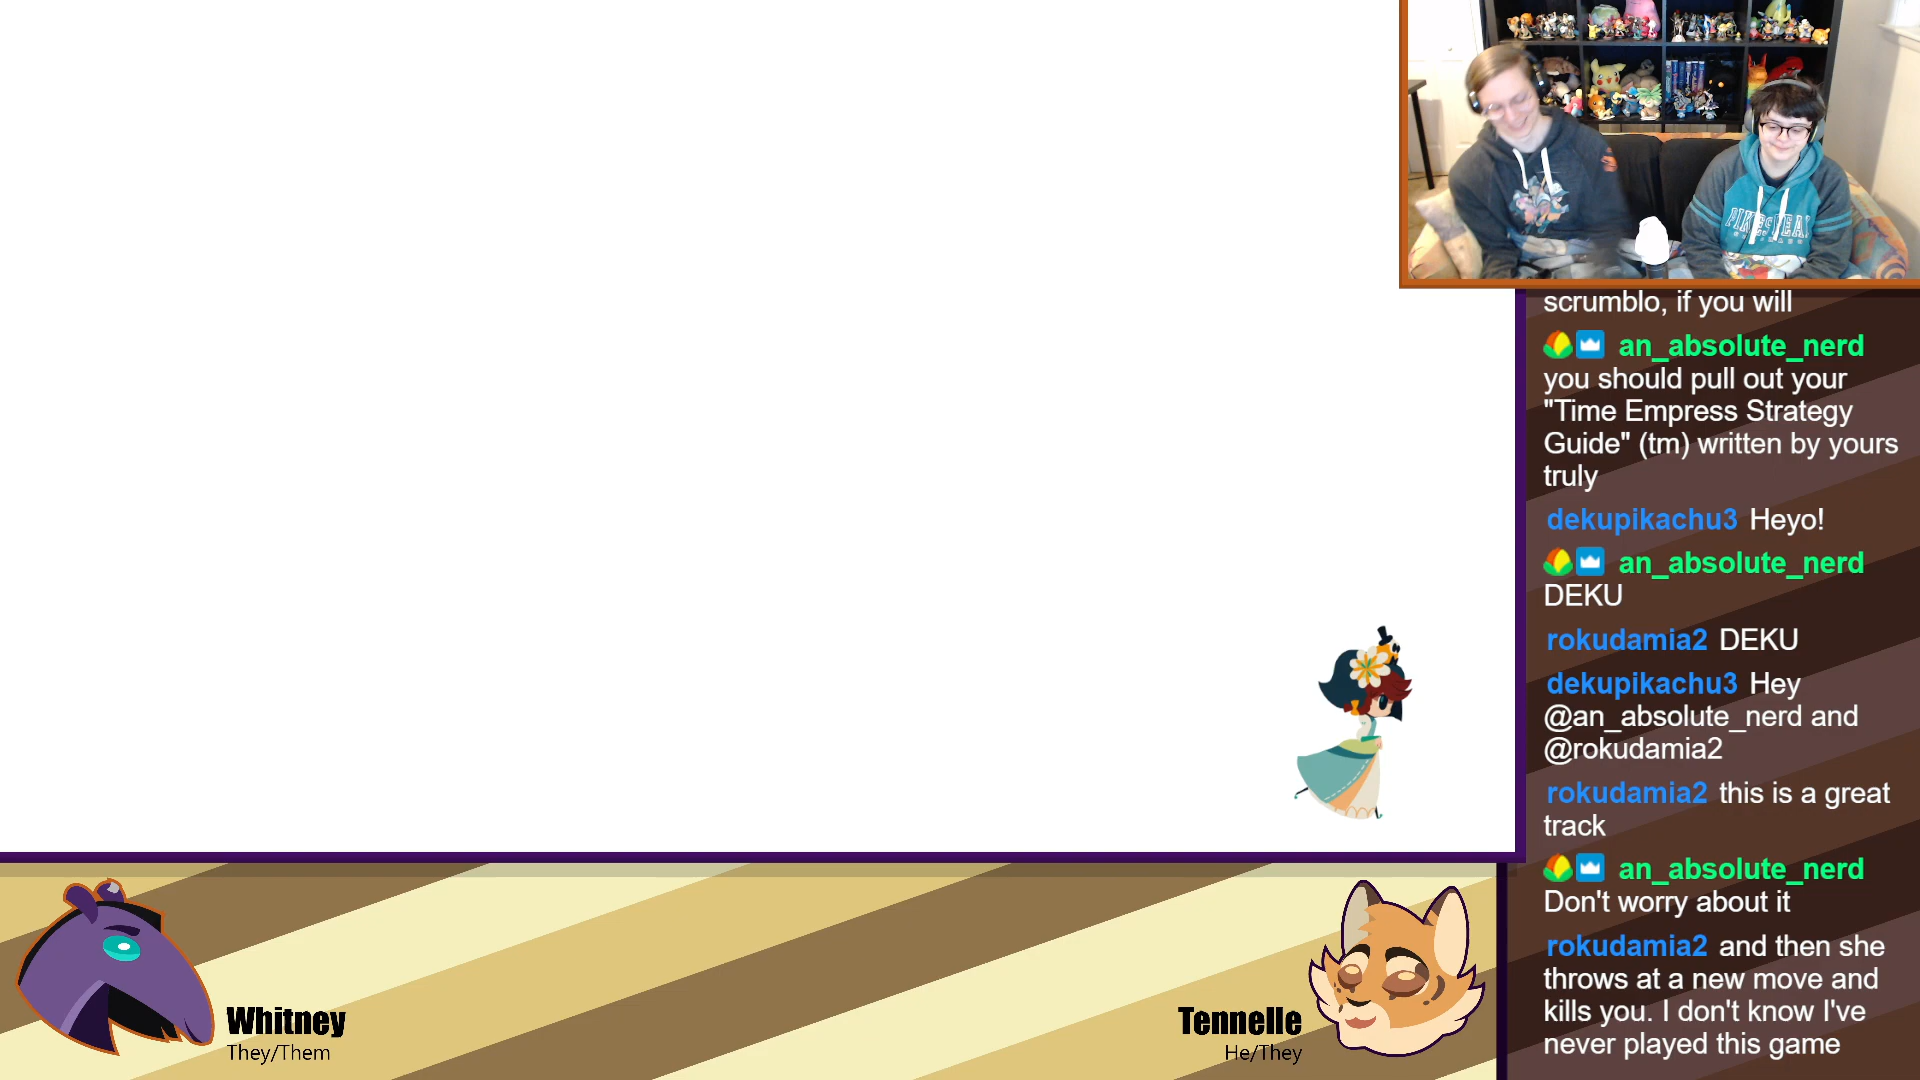 scrumblo, if you will
an_absolute_nerd
you should pull out your
"Time Empress Strategy
Guide" (tm) written by yours
truly
dekupikachu3 Heyo!
an_absolute_nerd
DEKU
rokudamia2 DEKU
dekupikachu3 Hey
@an_absolute_nerd and
@rokudamia2
rokudamia2 this is a great
track
an_absolute_nerd
Don't worry about it
rokudamia2 and then she
throws at a new move and
kills you. I don't know I've
never played this game
Whitney
They/Them
Tennelle
He/They